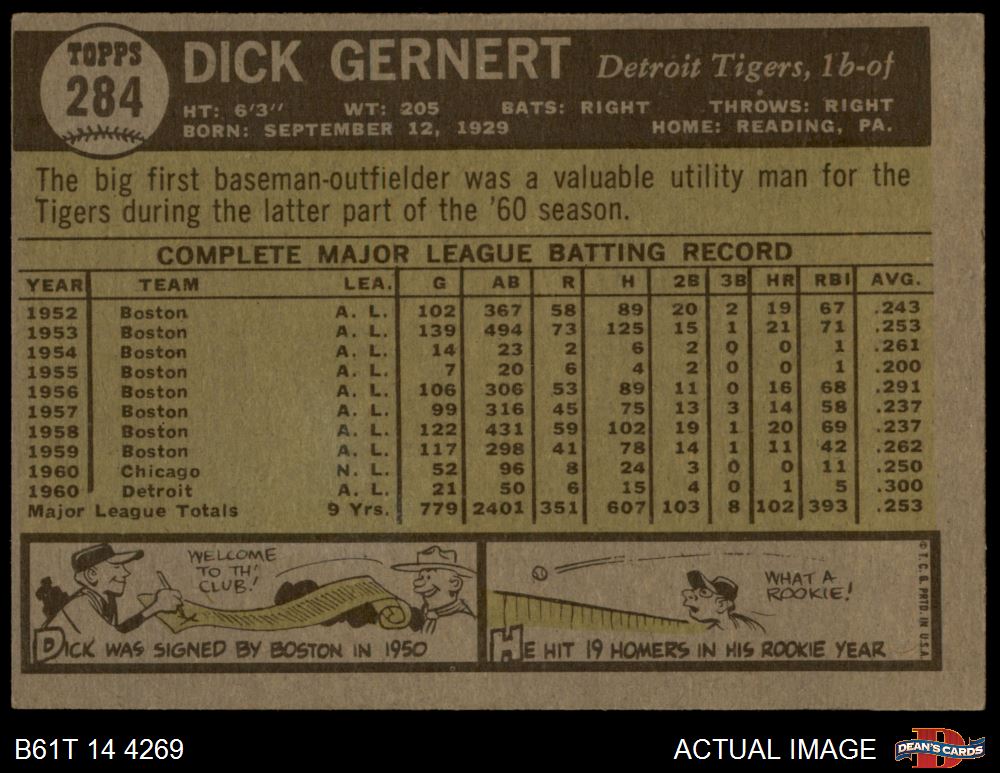 TOPPS
284
DICK GERNERT Detroit Tigers, 1b-of
HT: 6'3" WT: 205 BATS: RIGHT THROWS: RIGHT
BORN: SEPTEMBER 12, 1929 HOME: READING, PA.
The big first baseman-outfielder was a valuable utility man for the
Tigers during the latter part of the '60 season.
COMPLETE MAJOR LEAGUE BATTING RECORD
YEAR TEAM LEA. G AB R H 2B 3B HR RBI AVG.
1952 Boston A. L. 102 367 58 89 20 2 19 67 .243
1953 Boston A. L. 139 494 73 125 15 1 21 71 .253
1954 Boston A. L. 14 23 2 6 2 0 0 1 .261
1955 Boston A. L. 7 20 6 4 2 0 0 1 .200
1956 Boston A. L. 106 306 53 89 11 0 16 68 .291
1957 Boston A. L. 99 316 45 75 13 3 14 58 .237
1958 Boston A. L. 122 431 59 102 19 1 20 69 .237
1959 Boston A. L. 117 298 41 78 14 1 11 42 .262
1960 Chicago N. L. 52 96 8 24 3 0 0 11 .250
1960 Detroit A. L. 21 50 6 15 4 0 1 5 .300
Major League Totals 9 Yrs. 779 2401 351 607 103 8 102 393 .253
WELCOME
TO TH'
CLUB!
DICK WAS SIGNED BY BOSTON IN 1950
WHAT A
ROOKIE!
HE HIT 19 HOMERS IN HIS ROOKIE YEAR
© T. C. G. PRTD. IN U.S.A.
B61T 14 4269
ACTUAL IMAGE
D
DEAN'S CARDS